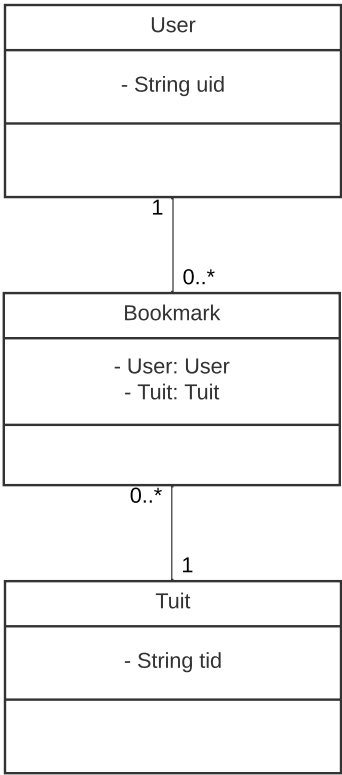 User
- String uid
1
0..*
Bookmark
- User: User
- Tuit: Tuit
0..*
1
Tuit
- String tid